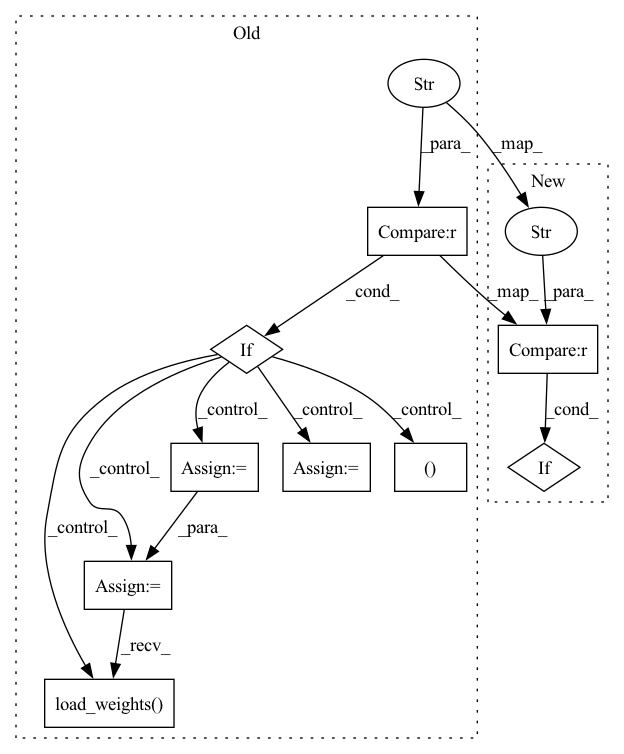 Old
Str
_para_
_map_
New
Compare:r
Str
_cond_
_map_
_para_
If
Compare:r
_control_
_control_
_control_
_cond_
_control_
Assign:=
Assign:=
()
If
_control_
_para_
Assign:=
_recv_
load_weights()